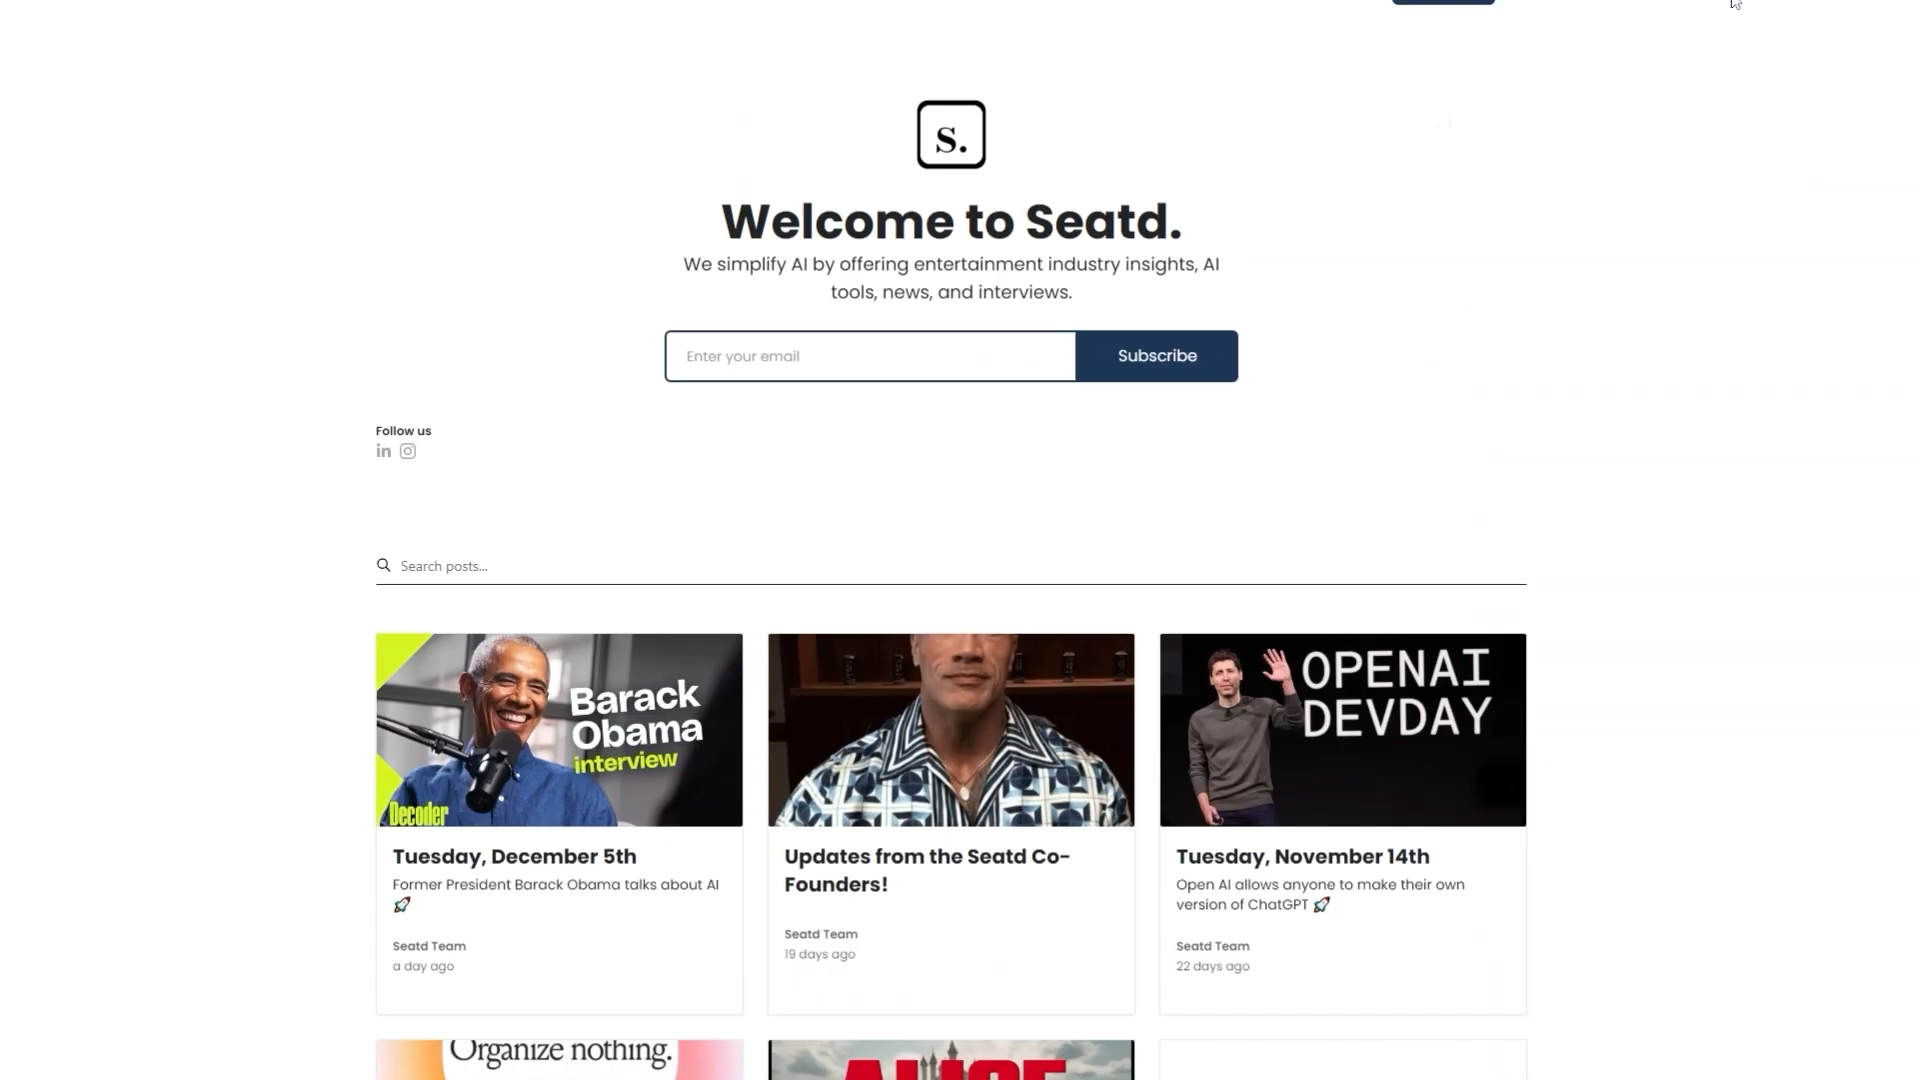 s.
Welcome to Seatd.
We simplify AI by offering entertainment industry insights, AI
tools, news, and interviews.
Enter your email
Subscribe
Follow us
in
Search posts...
Barack
Obama
interview
Decoder
OPENAI
DEVDAY
Tuesday, December 5th
Former President Barack Obama talks about AI
🚀
Seatd Team
a day ago
Updates from the Seatd Co-
Founders!
Seatd Team
19 days ago
Tuesday, November 14th
Open AI allows anyone to make their own
version of ChatGPT 🚀
Seatd Team
22 days ago
Organize nothing.
ALICE